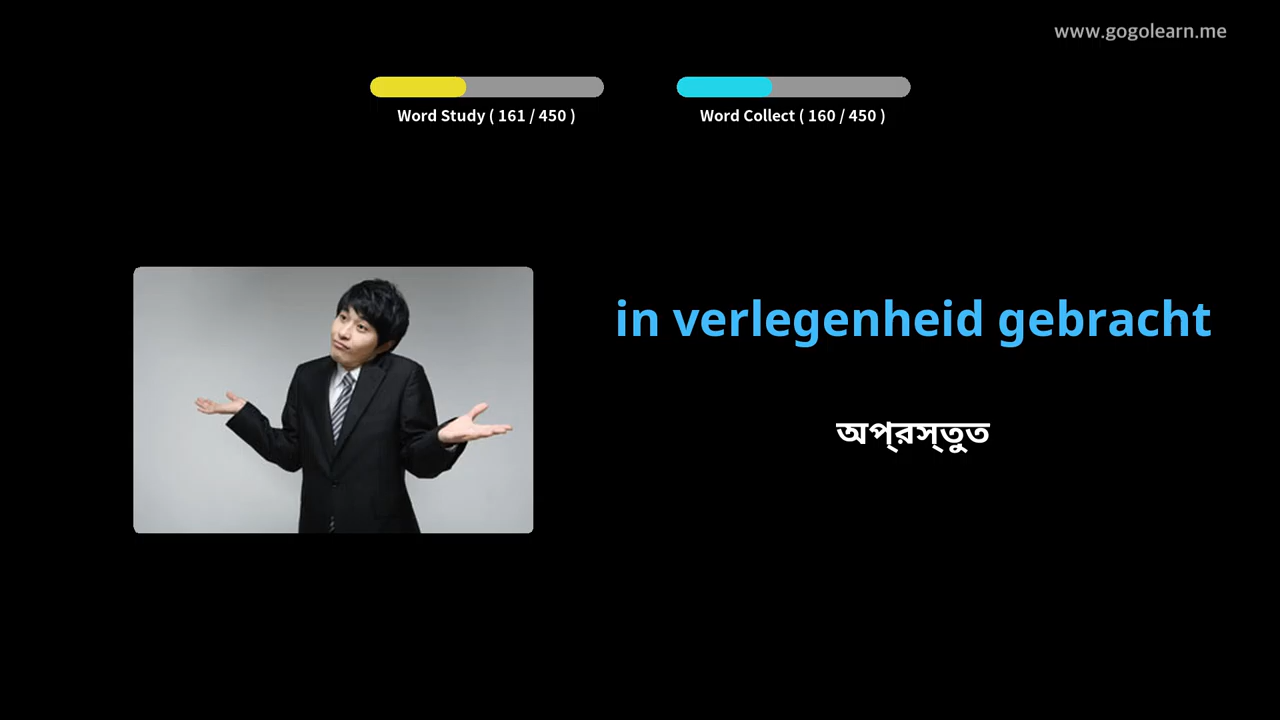 www.gogolearn.me
Word Study ( 161 / 450 )
Word Collect ( 160 / 450 )
in verlegenheid gebracht
অপ্রস্তুত